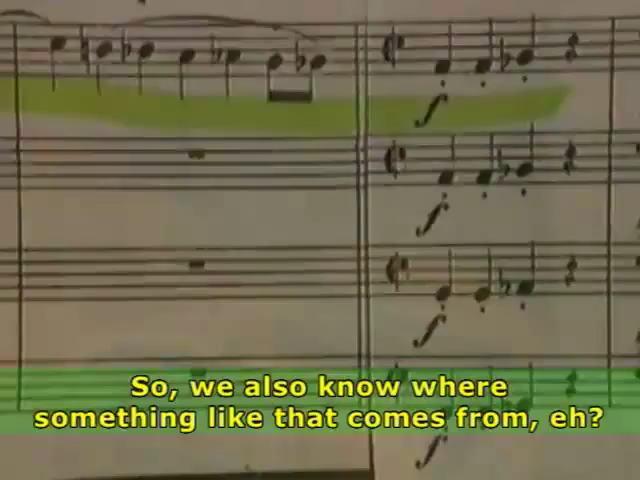 f
f
f
So, we also know where
something like that comes from, eh?
f